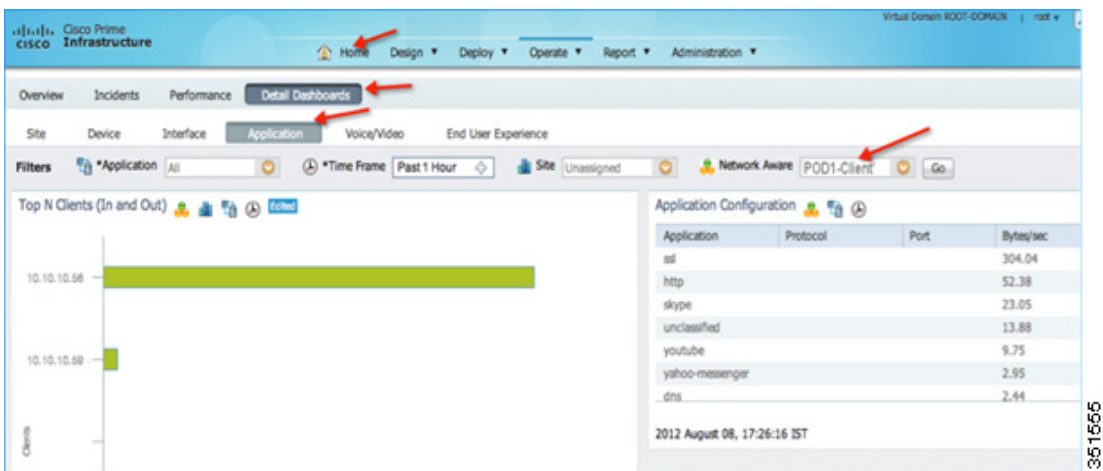 Virtual Domain ROOT-DOMAIN | root
Cisco Prime
CISCO Infrastructure
Home Design Deploy Operate Report Administration
Overview Incidents Performance Detail Dashboards
Site Device Interface Application Voice/Video End User Experience
Filters *Application All *Time Frame Past 1 Hour Site Unassigned Network Aware POD1-Client Go
Top N Clients (In and Out) Edited
10.10.10.56
10.10.10.59
Clients
Application Configuration
Application Protocol Port Bytes/sec
ssl 304.04
http 52.38
skype 23.05
unclassified 13.88
youtube 9.75
yahoo-messenger 2.95
dns 2.44
2012 August 08, 17:26:16 IST
351555